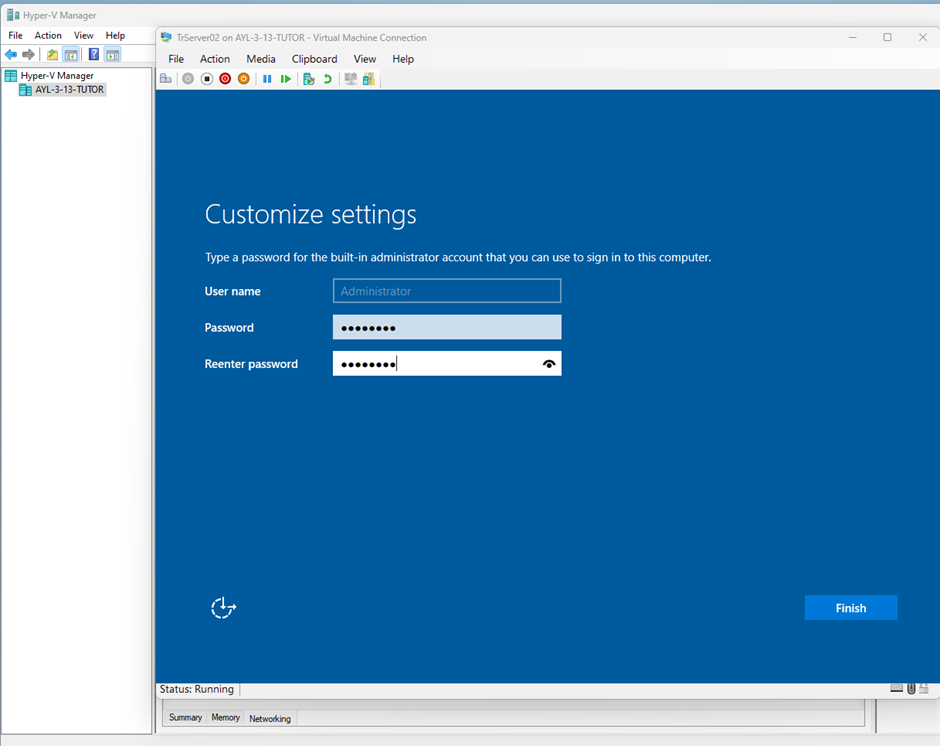 Hyper-V Manager
File Action View Help
Hyper-V Manager
AYL-3-13-TUTOR
TrServer02 on AYL-3-13-TUTOR - Virtual Machine Connection
File Action Media Clipboard View Help
Customize settings
Type a password for the built-in administrator account that you can use to sign in to this computer.
User name Administrator
Password ●●●●●●●●
Reenter password ●●●●●●●●
Finish
Status: Running
Summary Memory Networking